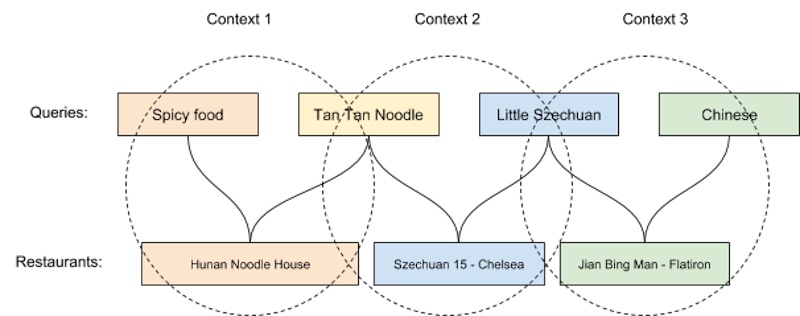 Context 1 Context 2 Context 3
Queries: Spicy food Tan Tan Noodle Little Szechuan Chinese
Restaurants: Hunan Noodle House Szechuan 15 - Chelsea Jian Bing Man - Flatiron